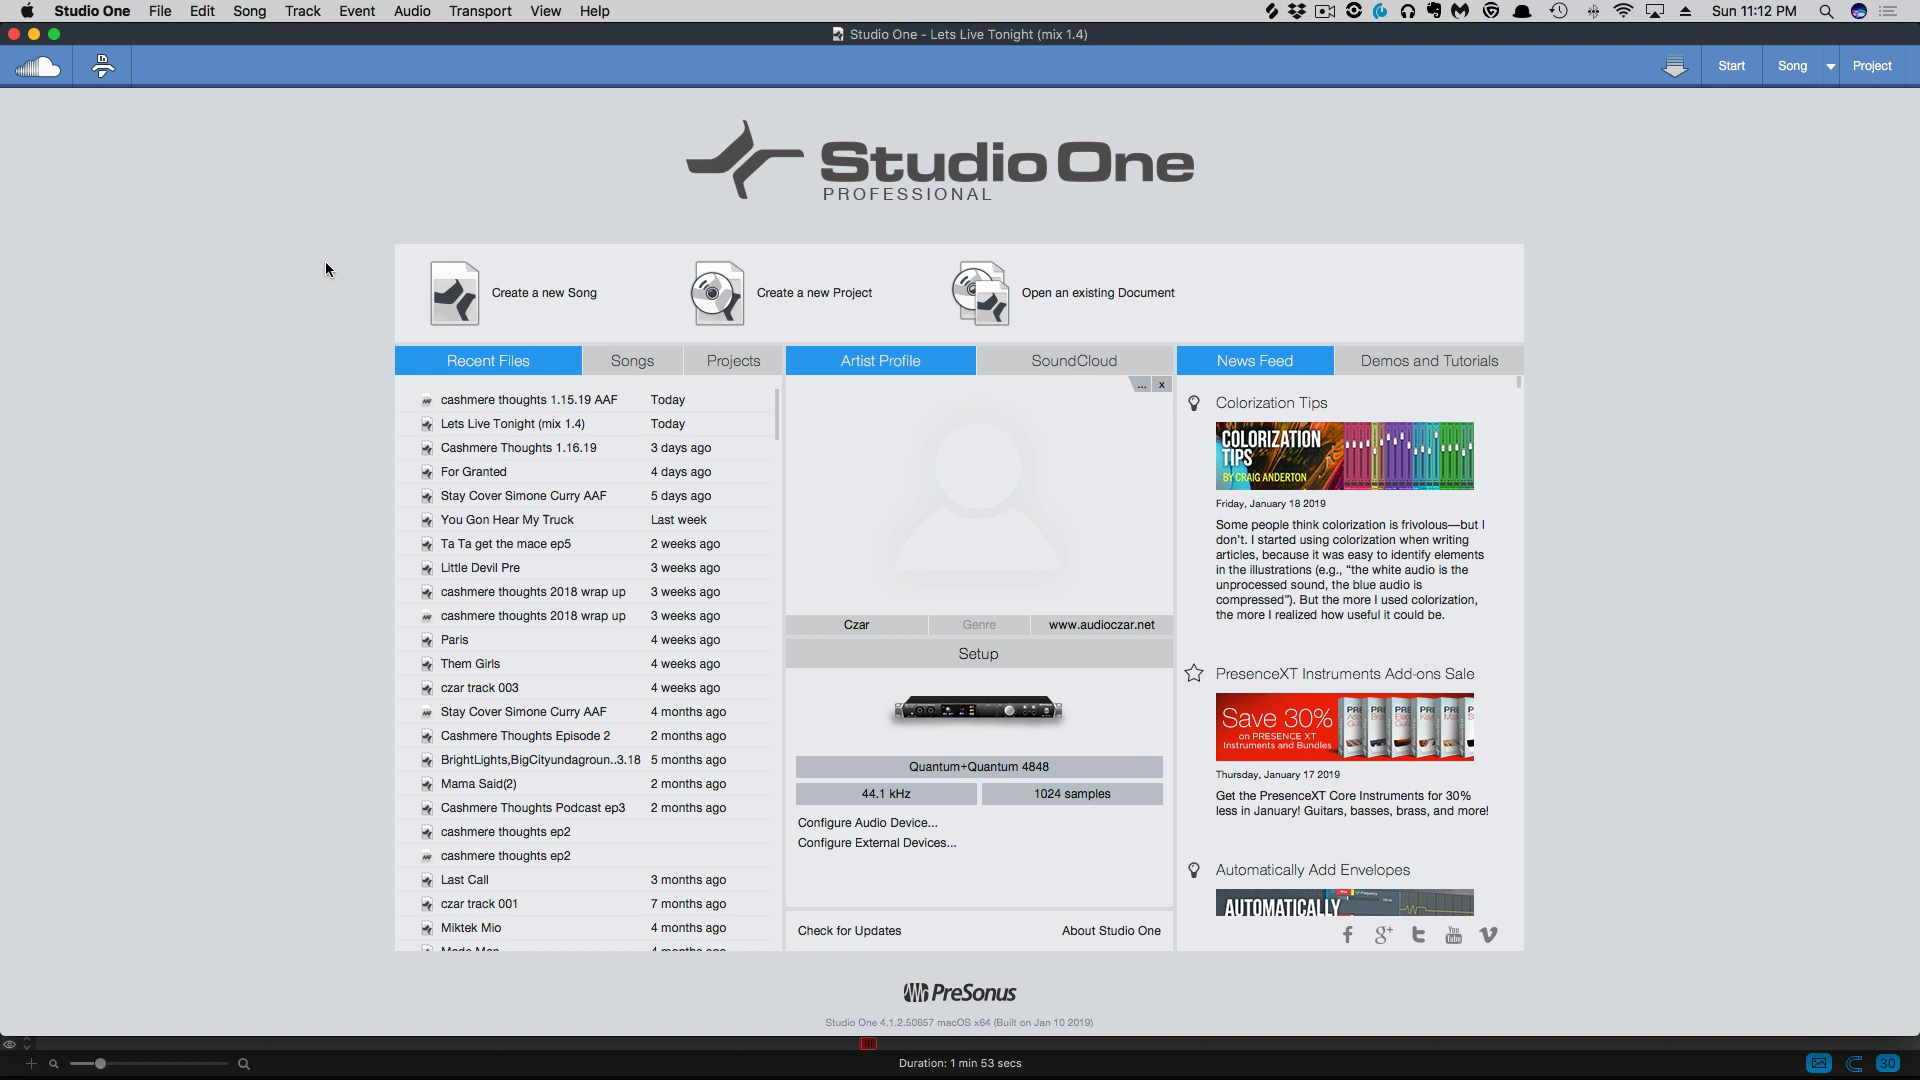 Studio One File Edit Song Track Event Audio Transport View Help
Sun 11:12 PM
Studio One - Lets Live Tonight (mix 1.4)
Start Song Project
Studio One
PROFESSIONAL
Create a new Song
Create a new Project
Open an existing Document
Recent Files Songs Projects
cashmere thoughts 1.15.19 AAF Today
Lets Live Tonight (mix 1.4) Today
Cashmere Thoughts 1.16.19 3 days ago
For Granted 4 days ago
Stay Cover Simone Curry AAF 5 days ago
You Gon Hear My Truck Last week
Ta Ta get the mace ep5 2 weeks ago
Little Devil Pre 3 weeks ago
cashmere thoughts 2018 wrap up 3 weeks ago
cashmere thoughts 2018 wrap up 3 weeks ago
Paris 4 weeks ago
Them Girls 4 weeks ago
czar track 003 4 weeks ago
Stay Cover Simone Curry AAF 4 months ago
Cashmere Thoughts Episode 2 2 months ago
BrightLights,BigCityundagroun..3.18 5 months ago
Mama Said(2) 2 months ago
Cashmere Thoughts Podcast ep3 2 months ago
cashmere thoughts ep2
cashmere thoughts ep2
Last Call 3 months ago
czar track 001 7 months ago
Miktek Mio 4 months ago
Artist Profile SoundCloud
... x
Czar Genre www.audioczar.net
Setup
Quantum+Quantum 4848
44.1 kHz 1024 samples
Configure Audio Device...
Configure External Devices...
Check for Updates About Studio One
News Feed Demos and Tutorials
Colorization Tips
COLORIZATION
TIPS
BY CRAIG ANDERTON
Friday, January 18 2019
Some people think colorization is frivolous—but I
don't. I started using colorization when writing
articles, because it was easy to identify elements
in the illustrations (e.g., “the white audio is the
unprocessed sound, the blue audio is
compressed”). But the more I used colorization,
the more I realized how useful it could be.
PresenceXT Instruments Add-ons Sale
Save 30%
on PRESENCE XT
Instruments and Bundles
Thursday, January 17 2019
Get the PresenceXT Core Instruments for 30%
less in January! Guitars, basses, brass, and more!
Automatically Add Envelopes
AUTOMATICALLY
PreSonus
Studio One 4.1.2.50657 macOS x64 (Built on Jan 10 2019)
Duration: 1 min 53 secs
30